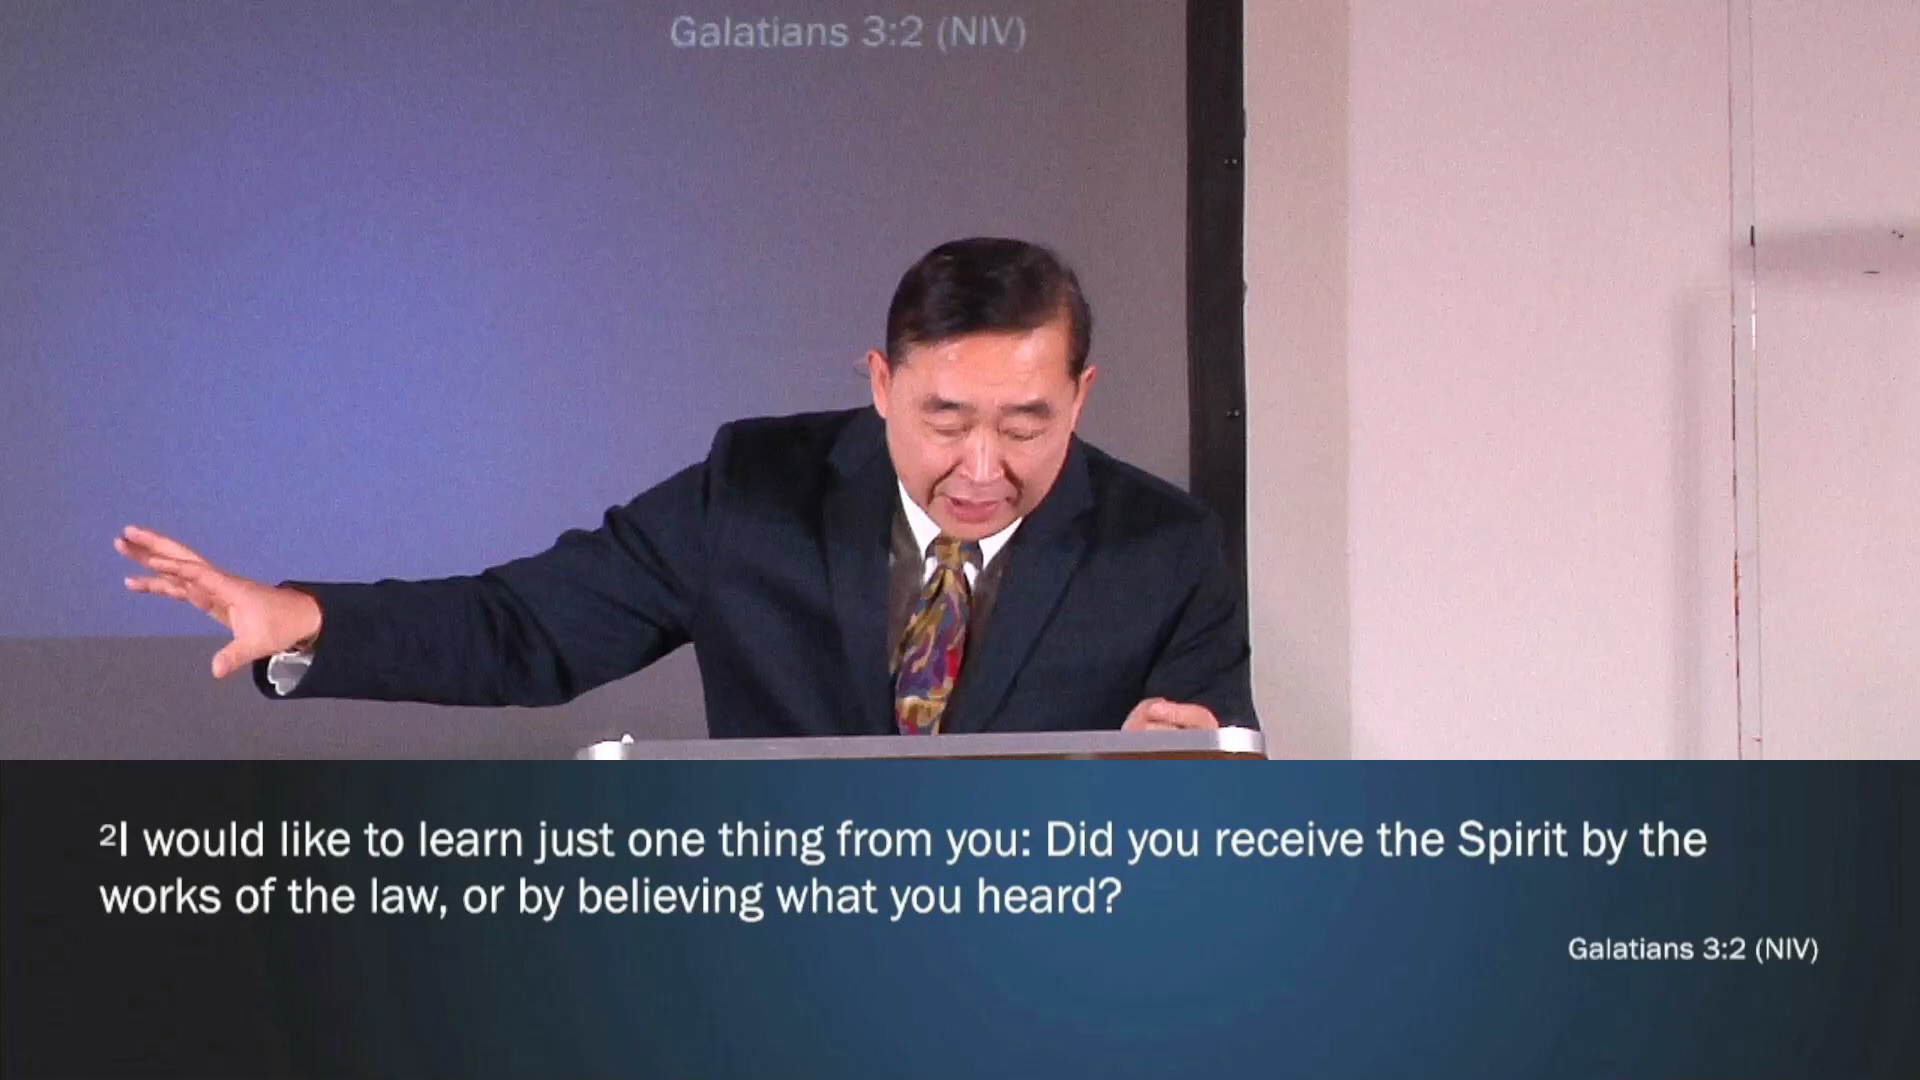 Galatians 3:2 (NIV)
²I would like to learn just one thing from you: Did you receive the Spirit by the
works of the law, or by believing what you heard?
Galatians 3:2 (NIV)